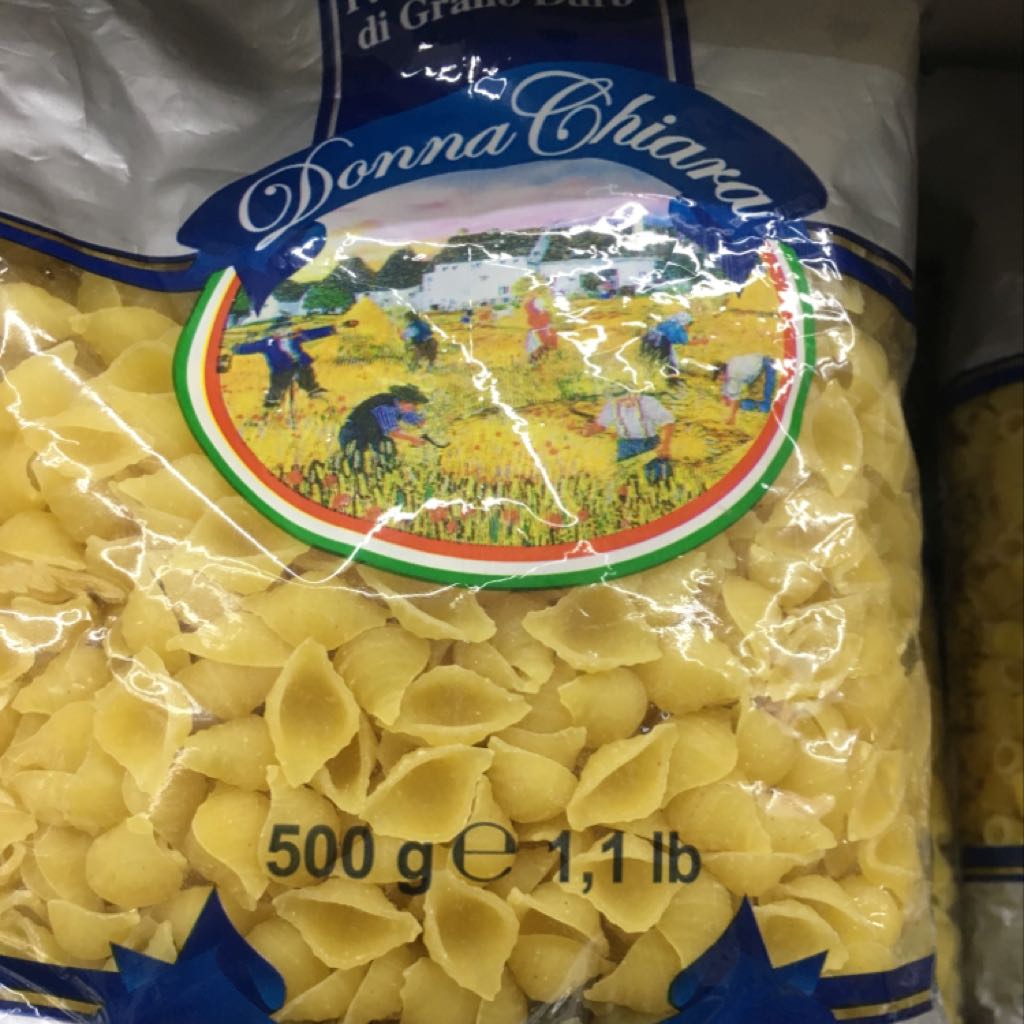 di Grano Duro
Donna Chiara
500 g ℮ 1,1 lb